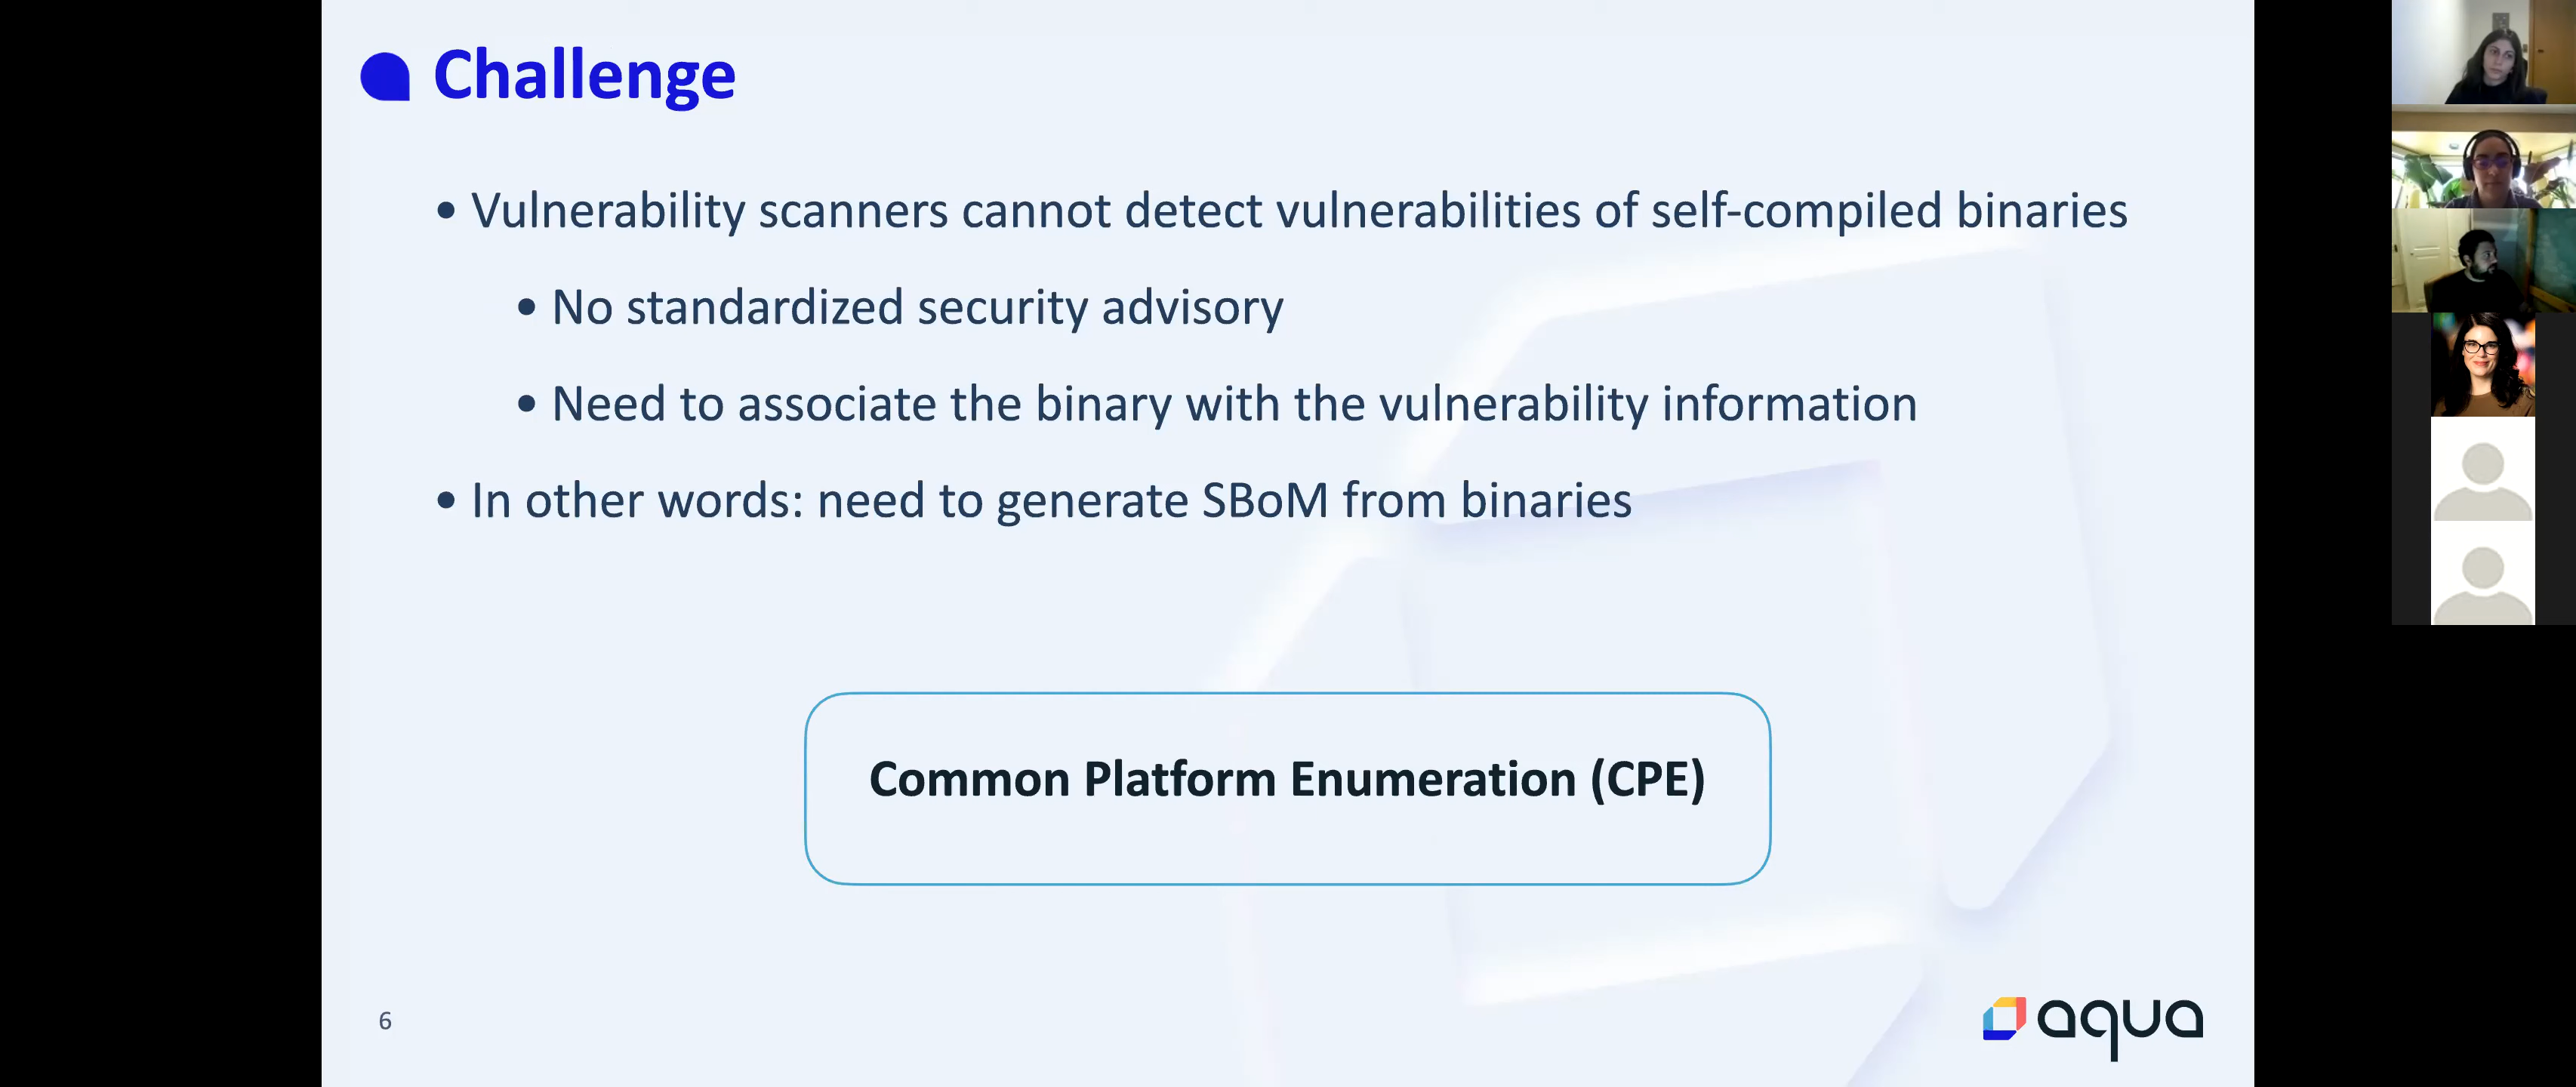 Challenge
• Vulnerability scanners cannot detect vulnerabilities of self-compiled binaries
• No standardized security advisory
• Need to associate the binary with the vulnerability information
• In other words: need to generate SBoM from binaries
Common Platform Enumeration (CPE)
6
aqua